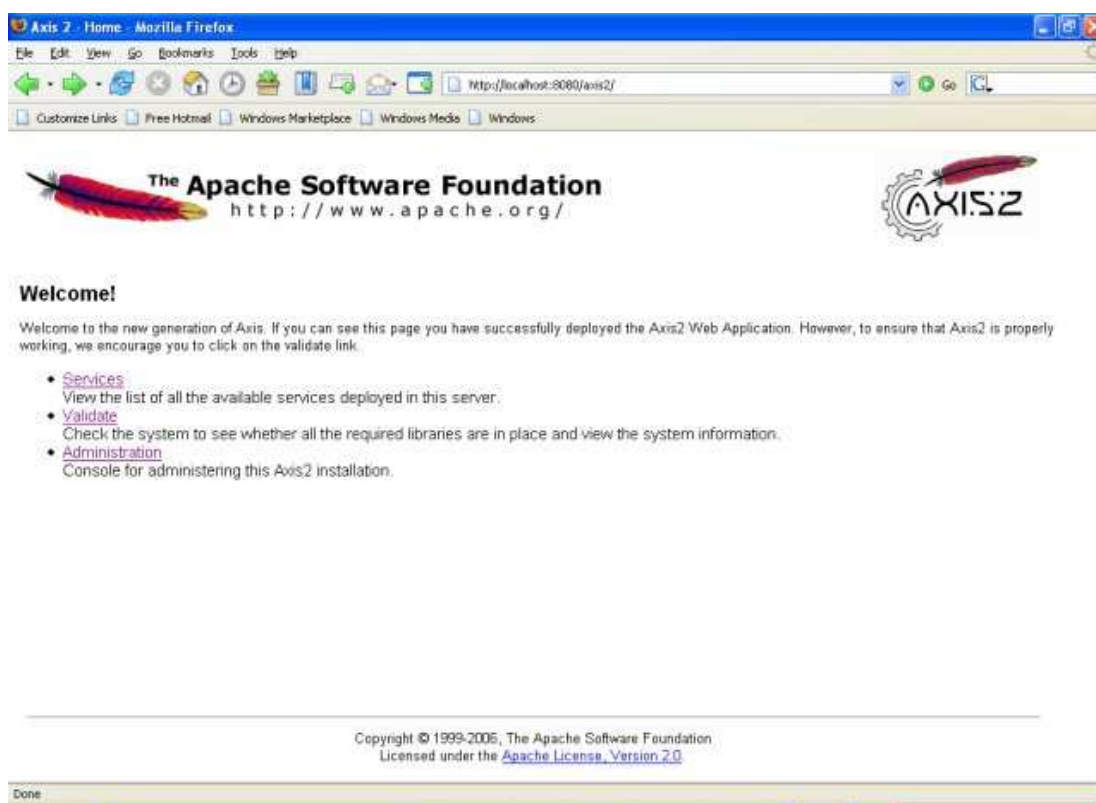 Axis 2 - Home - Mozilla Firefox
File Edit View Go Bookmarks Tools Help
http://localhost:8080/axis2/
Go
Customize Links Free Hotmail Windows Marketplace Windows Media Windows
The Apache Software Foundation
http://www.apache.org/
AXIS2
Welcome!
Welcome to the new generation of Axis. If you can see this page you have successfully deployed the Axis2 Web Application. However, to ensure that Axis2 is properly
working, we encourage you to click on the validate link.
• Services
View the list of all the available services deployed in this server.
• Validate
Check the system to see whether all the required libraries are in place and view the system information.
• Administration
Console for administering this Axis2 installation.
Copyright © 1999-2006, The Apache Software Foundation
Licensed under the Apache License, Version 2.0.
Done